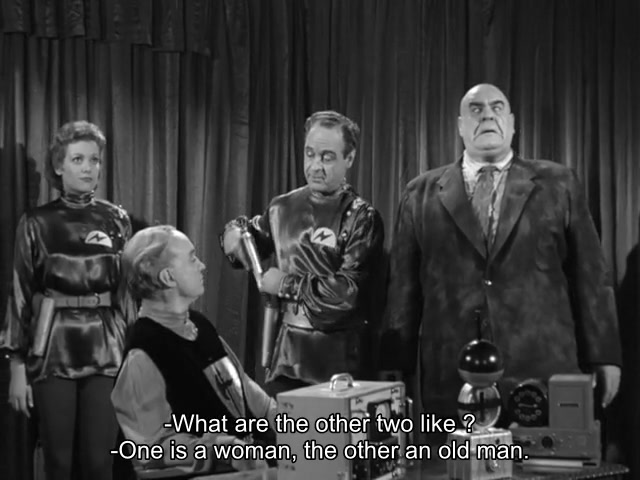 -What are the other two like ?
-One is a woman, the other an old man.